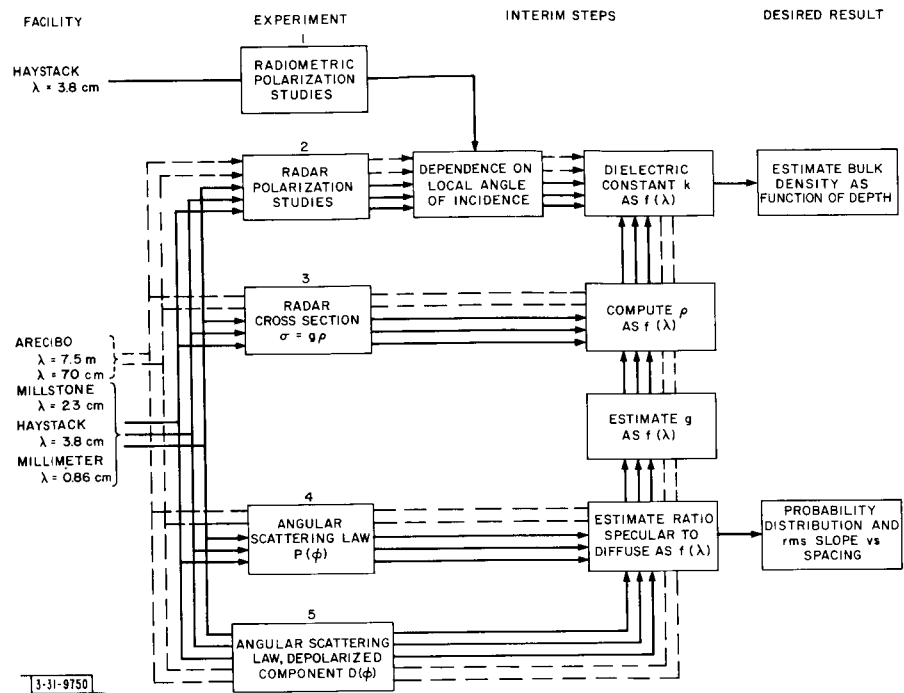 FACILITY
EXPERIMENT
INTERIM STEPS
DESIRED RESULT
I
HAYSTACK
λ = 3.8 cm
RADIOMETRIC
POLARIZATION
STUDIES
2
RADAR
POLARIZATION
STUDIES
DEPENDENCE ON
LOCAL ANGLE
OF INCIDENCE
DIELECTRIC
CONSTANT k
AS f(λ)
ESTIMATE BULK
DENSITY AS
FUNCTION OF DEPTH
3
RADAR
CROSS SECTION
σ = gρ
COMPUTE ρ
AS f(λ)
ARECIBO
λ = 7.5 m
λ = 70 cm
MILLSTONE
λ = 23 cm
HAYSTACK
λ = 3.8 cm
MILLIMETER
λ = 0.86 cm
ESTIMATE g
AS f(λ)
4
ANGULAR
SCATTERING LAW
P(ϕ)
ESTIMATE RATIO
SPECULAR TO
DIFFUSE AS f(λ)
PROBABILITY
DISTRIBUTION AND
rms SLOPE vs
SPACING
5
ANGULAR SCATTERING
LAW, DEPOLARIZED
COMPONENT D(ϕ)
3-31-9750